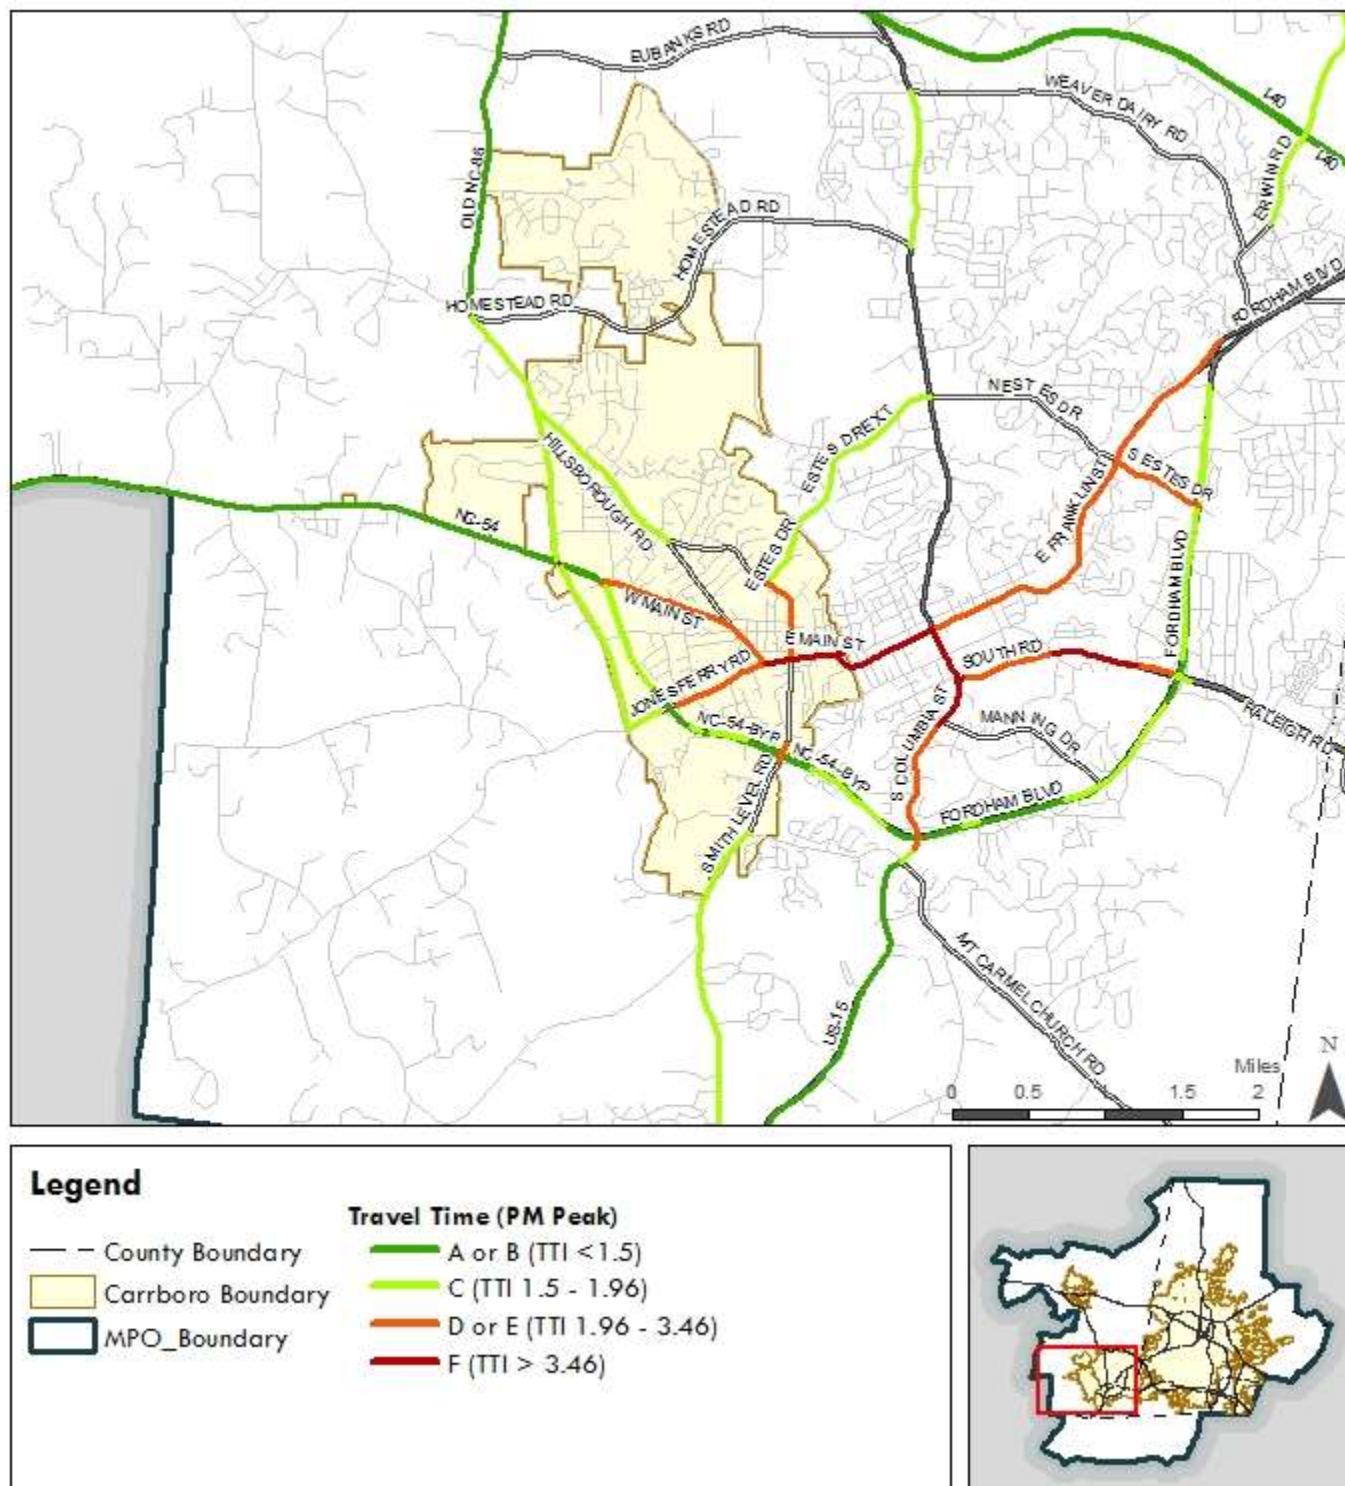 EUBANKS RD
WEAVER DAIRY RD
I-40
I-40
ERWIN RD
OLD NC-86
HOMESTEAD RD
HOMESTEAD RD
FORDHAM BLVD
N ESTES DR
ESTES DR EXT
S ESTES DR
HILLSBOROUGH RD
E FRANKLIN ST
NC-54
ESTES DR
FORDHAM BLVD
W MAIN ST
E MAIN ST
SOUTH RD
JONES FERRY RD
NC-54-BYP
NC-54-BYP
S COLUMBIA ST
MANNING DR
RALEIGH RD
SMITH LEVEL RD
FORDHAM BLVD
MT CARMEL CHURCH RD
US-15
Miles
N
0 0.5 1 1.5 2
Legend
Travel Time (PM Peak)
County Boundary
Carrboro Boundary
MPO_Boundary
A or B (TTI <1.5)
C (TTI 1.5 - 1.96)
D or E (TTI 1.96 - 3.46)
F (TTI > 3.46)